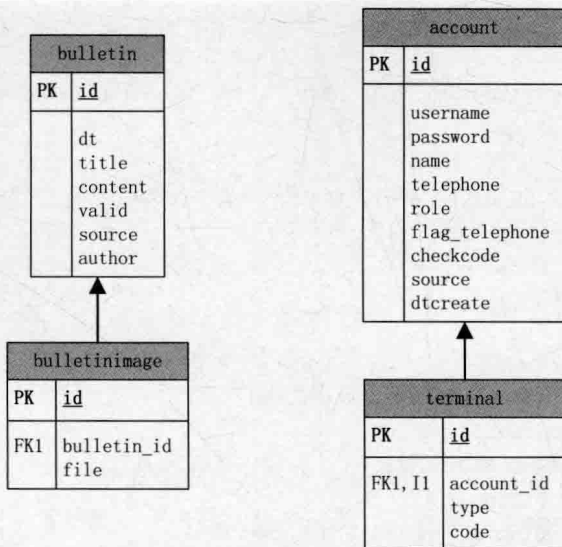 bulletin
PK id
dt
title
content
valid
source
author
bulletinimage
PK id
FK1 bulletin_id
file
account
PK id
username
password
name
telephone
role
flag_telephone
checkcode
source
dtcreate
terminal
PK id
FK1, I1 account_id
type
code